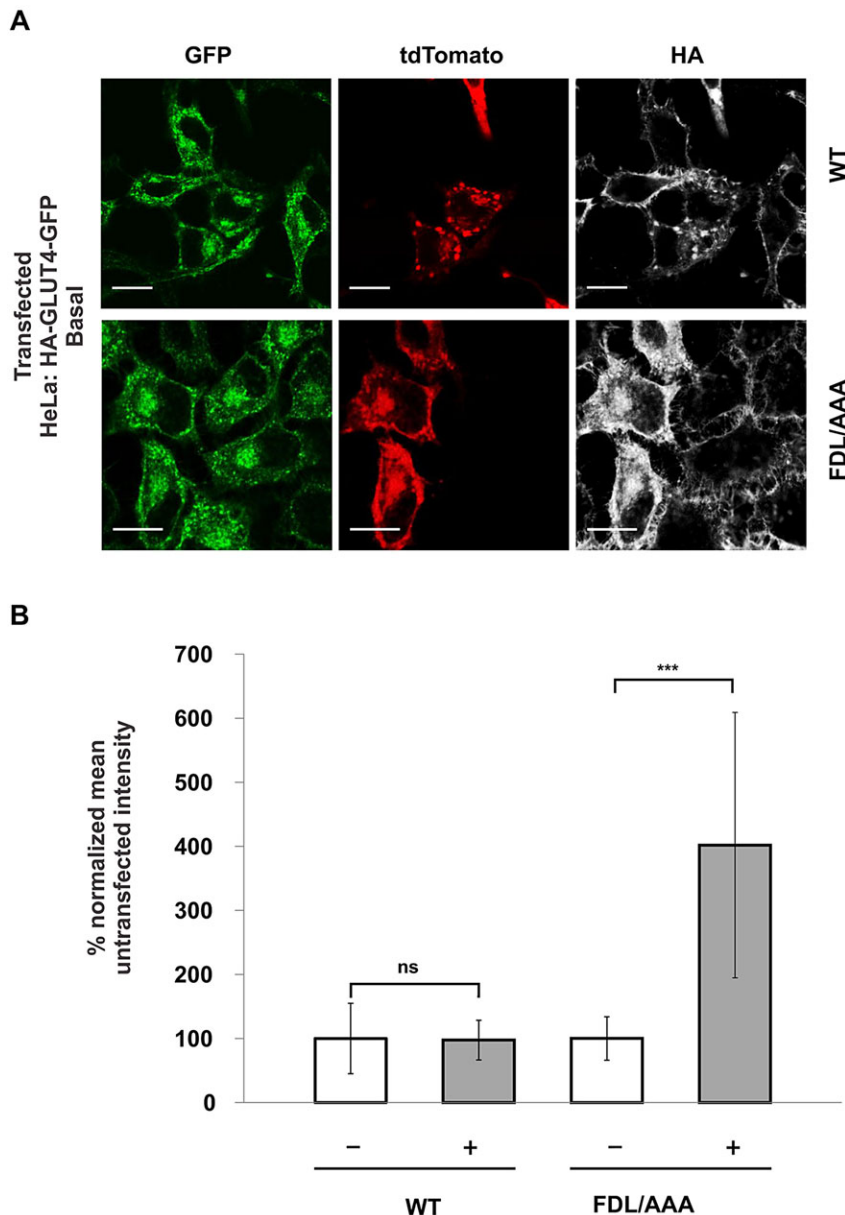 A
GFP tdTomato HA
Transfected
HeLa: HA-GLUT4-GFP
Basal
WT
FDL/AAA
B
% normalized mean
untransfected intensity
700
600
500
400
300
200
100
0
ns
***
– + – +
WT FDL/AAA